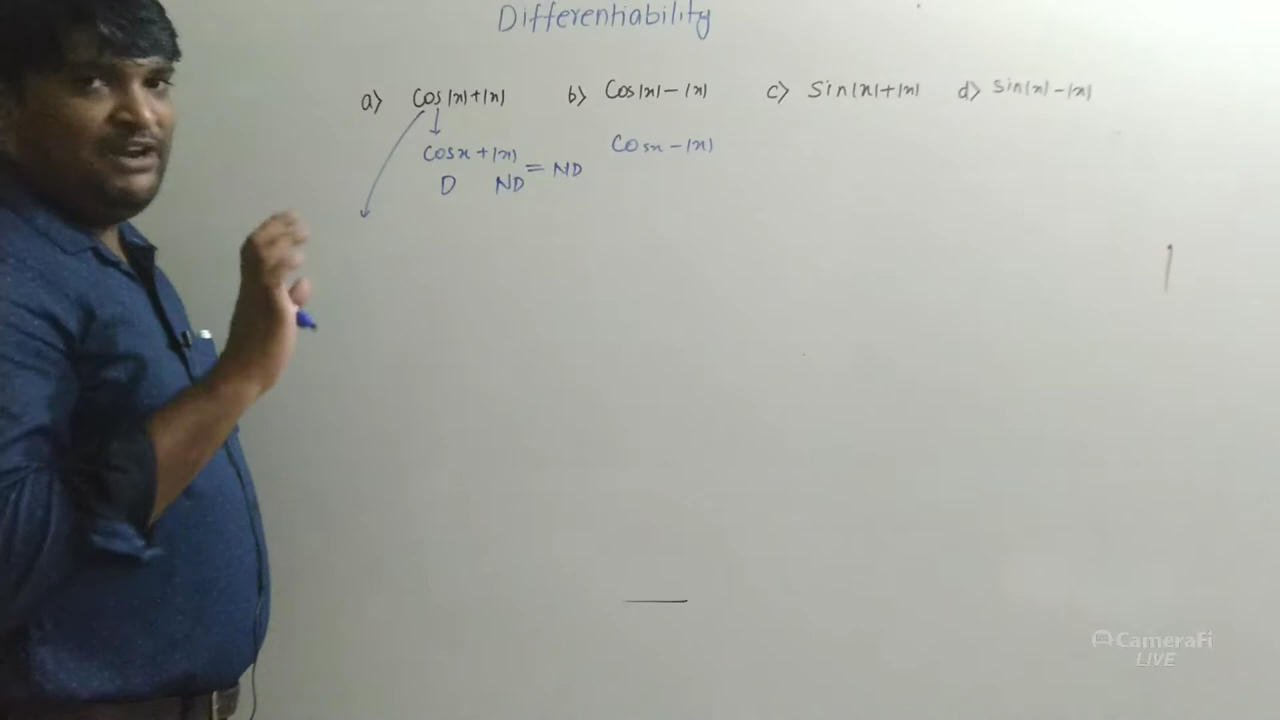 Differentiability
a) Cos|x|+|x| b) Cos|x|-|x| c) Sin|x|+|x| d) Sin|x|-|x|
Cosx+|x| Cosx-|x|
D ND = ND
CameraFi
LIVE